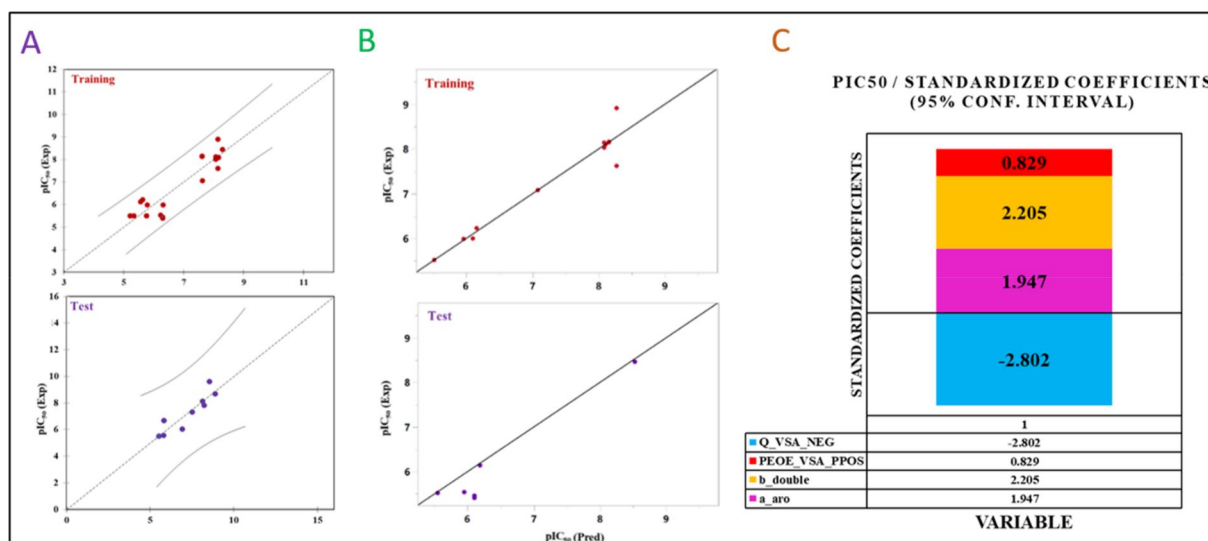 A
Training
pIC₅₀ (Exp)
12
11
10
9
8
7
6
5
4
3
3
5
7
9
11
Test
pIC₅₀ (Exp)
16
14
12
10
8
6
4
2
0
0
5
10
15
B
Training
pIC₅₀ (Exp)
9
8
7
6
6
7
8
9
Test
pIC₅₀ (Exp)
9
8
7
6
6
7
8
9
pIC₅₀ (Pred)
C
PIC50 / STANDARDIZED COEFFICIENTS
(95% CONF. INTERVAL)
STANDARDIZED COEFFICIENTS
0.829
2.205
1.947
-2.802
1
Q_VSA_NEG -2.802
PEOE_VSA_PPOS 0.829
b_double 2.205
a_aro 1.947
VARIABLE